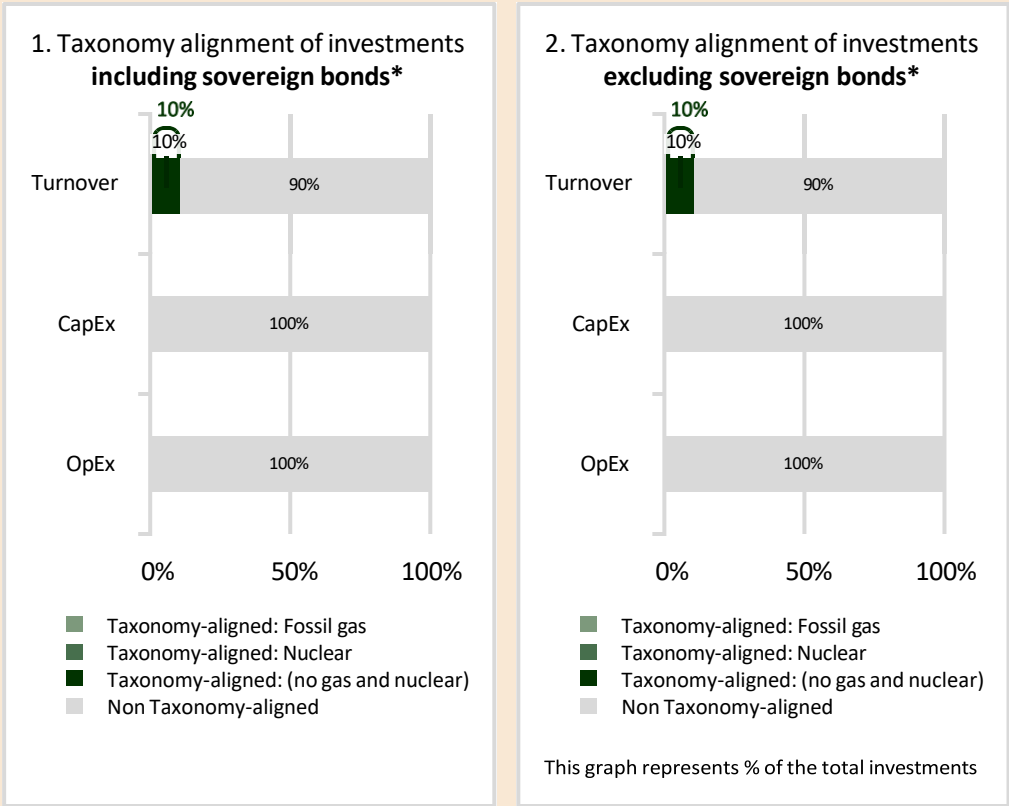 1. Taxonomy alignment of investments
including sovereign bonds*
10%
10%
Turnover
90%
CapEx
100%
OpEx
100%
0% 50% 100%
Taxonomy-aligned: Fossil gas
Taxonomy-aligned: Nuclear
Taxonomy-aligned: (no gas and nuclear)
Non Taxonomy-aligned
2. Taxonomy alignment of investments
excluding sovereign bonds*
10%
10%
Turnover
90%
CapEx
100%
OpEx
100%
0% 50% 100%
Taxonomy-aligned: Fossil gas
Taxonomy-aligned: Nuclear
Taxonomy-aligned: (no gas and nuclear)
Non Taxonomy-aligned
This graph represents % of the total investments